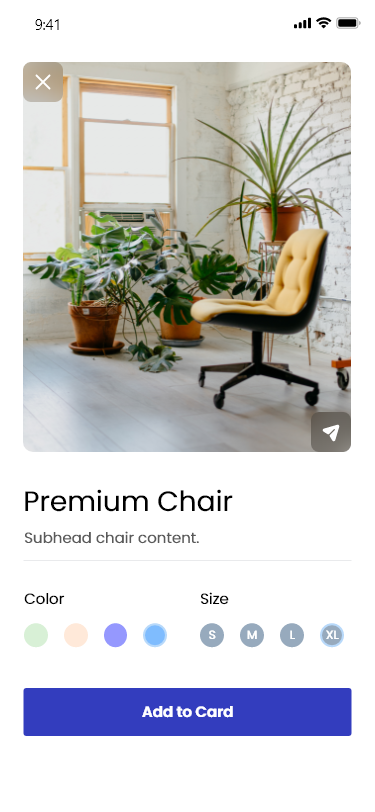 9:41
Premium Chair
Subhead chair content.
Color
Size
S
M
L
XL
Add to Card